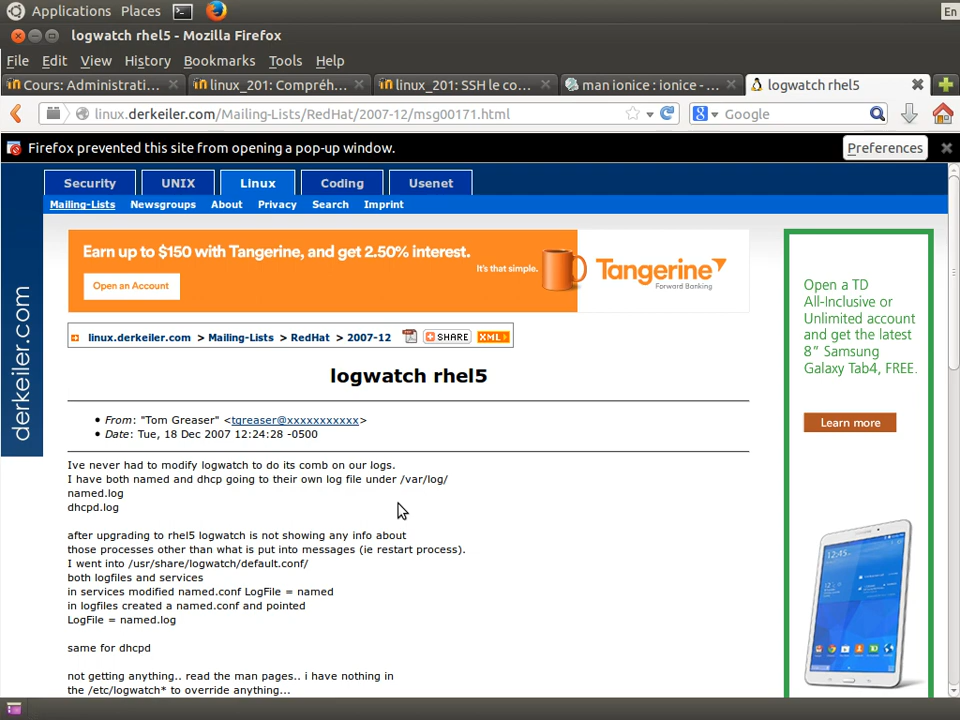 Applications Places En
logwatch rhel5 - Mozilla Firefox
File Edit View History Bookmarks Tools Help
Cours: Administrati... linux_201: Compréh... linux_201: SSH le co... man ionice : ionice - ... logwatch rhel5
linux.derkeiler.com/Mailing-Lists/RedHat/2007-12/msg00171.html Google
Firefox prevented this site from opening a pop-up window. Preferences
Security UNIX Linux Coding Usenet
Mailing-Lists Newsgroups About Privacy Search Imprint
derkeiler.com
Earn up to $150 with Tangerine, and get 2.50% interest.
It's that simple.
Open an Account
Tangerine
Forward Banking
linux.derkeiler.com > Mailing-Lists > RedHat > 2007-12 SHARE XML
logwatch rhel5
From: "Tom Greaser" <tgreaser@xxxxxxxxxxx>
Date: Tue, 18 Dec 2007 12:24:28 -0500
Ive never had to modify logwatch to do its comb on our logs.
I have both named and dhcp going to their own log file under /var/log/
named.log
dhcpd.log
after upgrading to rhel5 logwatch is not showing any info about
those processes other than what is put into messages (ie restart process).
I went into /usr/share/logwatch/default.conf/
both logfiles and services
in services modified named.conf LogFile = named
in logfiles created a named.conf and pointed
LogFile = named.log
same for dhcpd
not getting anything.. read the man pages.. i have nothing in
the /etc/logwatch* to override anything...
Open a TD
All-Inclusive or
Unlimited account
and get the latest
8" Samsung
Galaxy Tab4, FREE.
Learn more
12:45